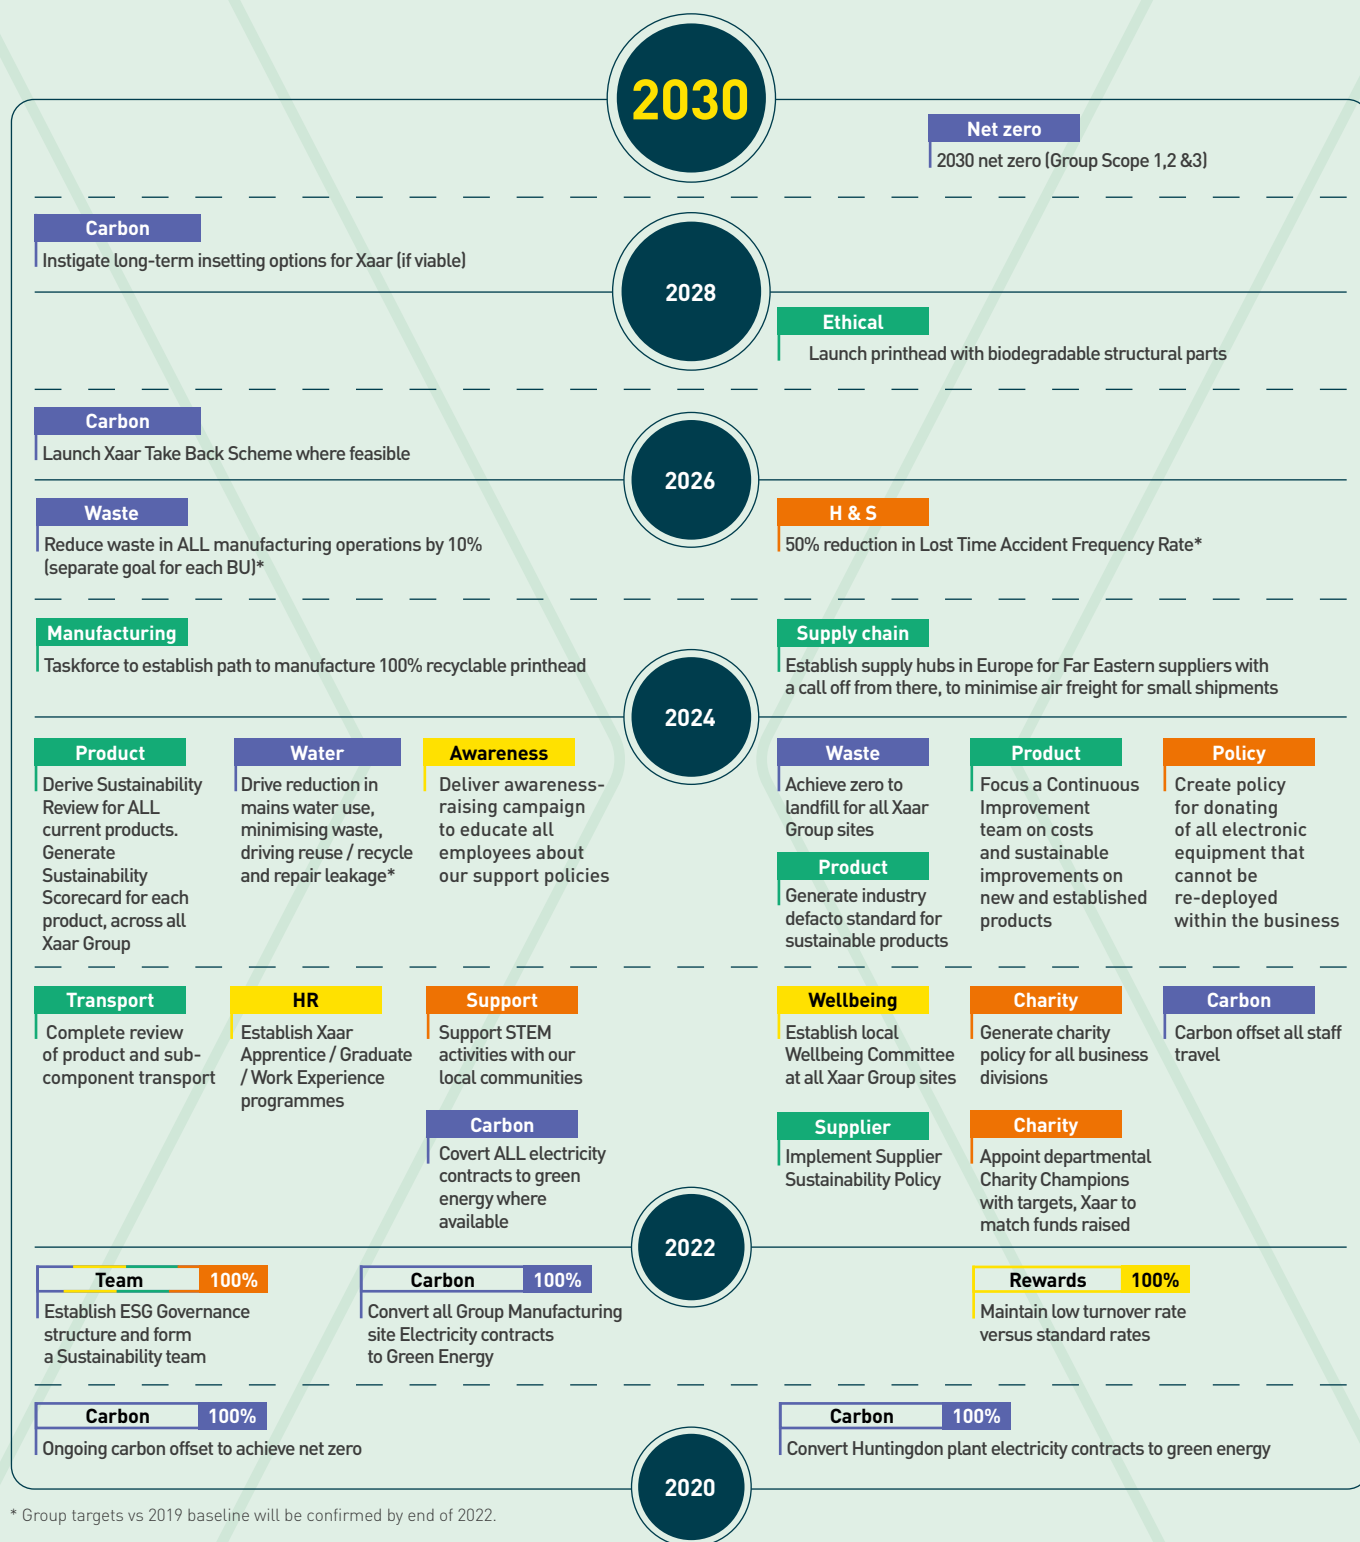 2030
Net zero
2030 net zero (Group Scope 1,2 &3)
Carbon
Instigate long-term insetting options for Xaar (if viable)
2028
Ethical
Launch printhead with biodegradable structural parts
Carbon
Launch Xaar Take Back Scheme where feasible
2026
Waste
Reduce waste in ALL manufacturing operations by 10%
(separate goal for each BU)*
H & S
50% reduction in Lost Time Accident Frequency Rate*
Manufacturing
Taskforce to establish path to manufacture 100% recyclable printhead
Supply chain
Establish supply hubs in Europe for Far Eastern suppliers with
a call off from there, to minimise air freight for small shipments
2024
Product
Derive Sustainability
Review for ALL
current products.
Generate
Sustainability
Scorecard for each
product, across all
Xaar Group
Water
Drive reduction in
mains water use,
minimising waste,
driving reuse / recycle
and repair leakage*
Awareness
Deliver awareness-
raising campaign
to educate all
employees about
our support policies
Waste
Achieve zero to
landfill for all Xaar
Group sites
Product
Generate industry
defacto standard for
sustainable products
Product
Focus a Continuous
Improvement
team on costs
and sustainable
improvements on
new and established
products
Policy
Create policy
for donating
of all electronic
equipment that
cannot be
re-deployed
within the business
Transport
Complete review
of product and sub-
component transport
HR
Establish Xaar
Apprentice / Graduate
/ Work Experience
programmes
Support
Support STEM
activities with our
local communities
Carbon
Covert ALL electricity
contracts to green
energy where
available
Wellbeing
Establish local
Wellbeing Committee
at all Xaar Group sites
Supplier
Implement Supplier
Sustainability Policy
Charity
Generate charity
policy for all business
divisions
Charity
Appoint departmental
Charity Champions
with targets, Xaar to
match funds raised
Carbon
Carbon offset all staff
travel
2022
Team 100%
Establish ESG Governance
structure and form
a Sustainability team
Carbon 100%
Convert all Group Manufacturing
site Electricity contracts
to Green Energy
Rewards 100%
Maintain low turnover rate
versus standard rates
Carbon 100%
Ongoing carbon offset to achieve net zero
Carbon 100%
Convert Huntingdon plant electricity contracts to green energy
2020
* Group targets vs 2019 baseline will be confirmed by end of 2022.